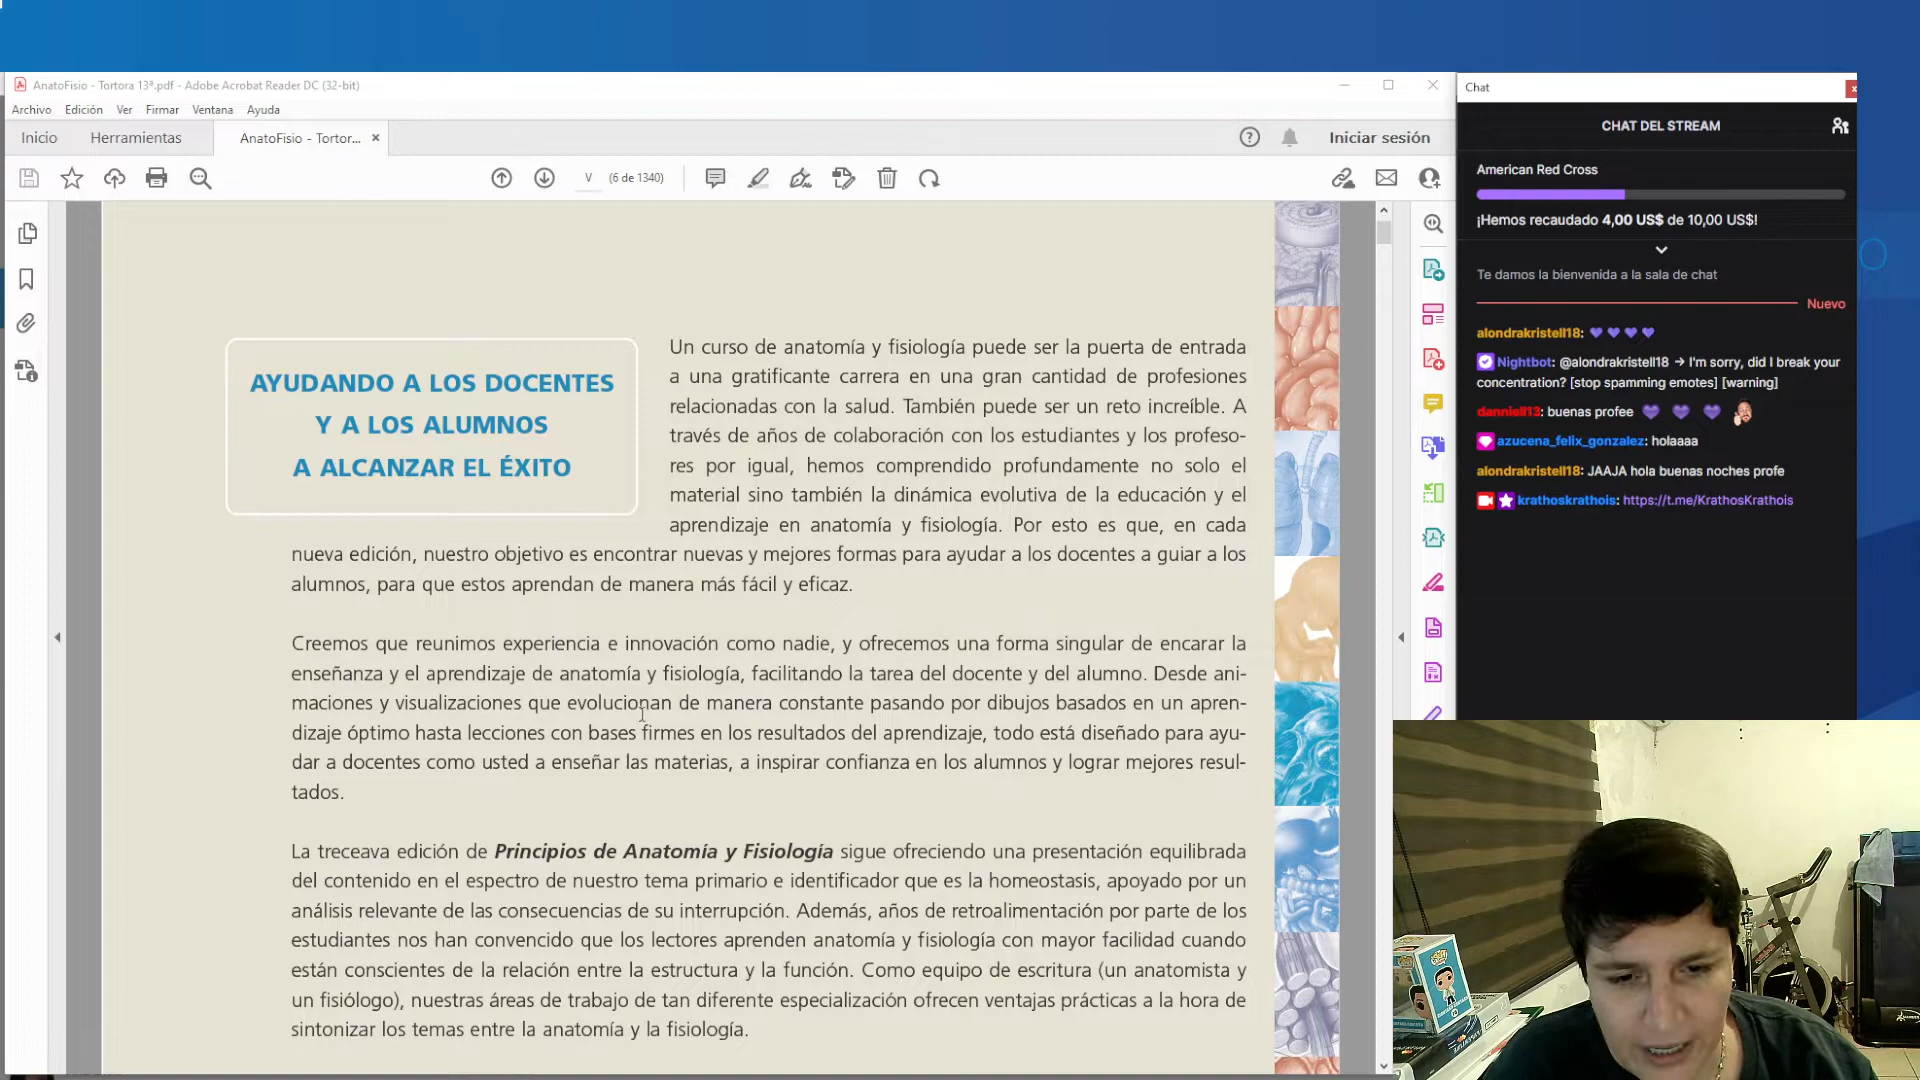 AnatoFisio - Tortora 13ª.pdf - Adobe Acrobat Reader DC (32-bit)
Archivo Edición Ver Firmar Ventana Ayuda
Inicio Herramientas AnatoFisio - Tortor... Iniciar sesión
V (6 de 1340)
AYUDANDO A LOS DOCENTES
Y A LOS ALUMNOS
A ALCANZAR EL ÉXITO
Un curso de anatomía y fisiología puede ser la puerta de entrada
a una gratificante carrera en una gran cantidad de profesiones
relacionadas con la salud. También puede ser un reto increíble. A
través de años de colaboración con los estudiantes y los profeso-
res por igual, hemos comprendido profundamente no solo el
material sino también la dinámica evolutiva de la educación y el
aprendizaje en anatomía y fisiología. Por esto es que, en cada
nueva edición, nuestro objetivo es encontrar nuevas y mejores formas para ayudar a los docentes a guiar a los
alumnos, para que estos aprendan de manera más fácil y eficaz.
Creemos que reunimos experiencia e innovación como nadie, y ofrecemos una forma singular de encarar la
enseñanza y el aprendizaje de anatomía y fisiología, facilitando la tarea del docente y del alumno. Desde ani-
maciones y visualizaciones que evolucionan de manera constante pasando por dibujos basados en un apren-
dizaje óptimo hasta lecciones con bases firmes en los resultados del aprendizaje, todo está diseñado para ayu-
dar a docentes como usted a enseñar las materias, a inspirar confianza en los alumnos y lograr mejores resul-
tados.
La treceava edición de Principios de Anatomía y Fisiología sigue ofreciendo una presentación equilibrada
del contenido en el espectro de nuestro tema primario e identificador que es la homeostasis, apoyado por un
análisis relevante de las consecuencias de su interrupción. Además, años de retroalimentación por parte de los
estudiantes nos han convencido que los lectores aprenden anatomía y fisiología con mayor facilidad cuando
están conscientes de la relación entre la estructura y la función. Como equipo de escritura (un anatomista y
un fisiólogo), nuestras áreas de trabajo de tan diferente especialización ofrecen ventajas prácticas a la hora de
sintonizar los temas entre la anatomía y la fisiología.
Chat
CHAT DEL STREAM
American Red Cross
¡Hemos recaudado 4,00 US$ de 10,00 US$!
Te damos la bienvenida a la sala de chat
Nuevo
alondrakristell18:
Nightbot: @alondrakristell18 → I'm sorry, did I break your
concentration? [stop spamming emotes] [warning]
danniell13: buenas profee
azucena_felix_gonzalez: holaaaa
alondrakristell18: JAAJA hola buenas noches profe
krathoskrathois: https://t.me/KrathosKrathois